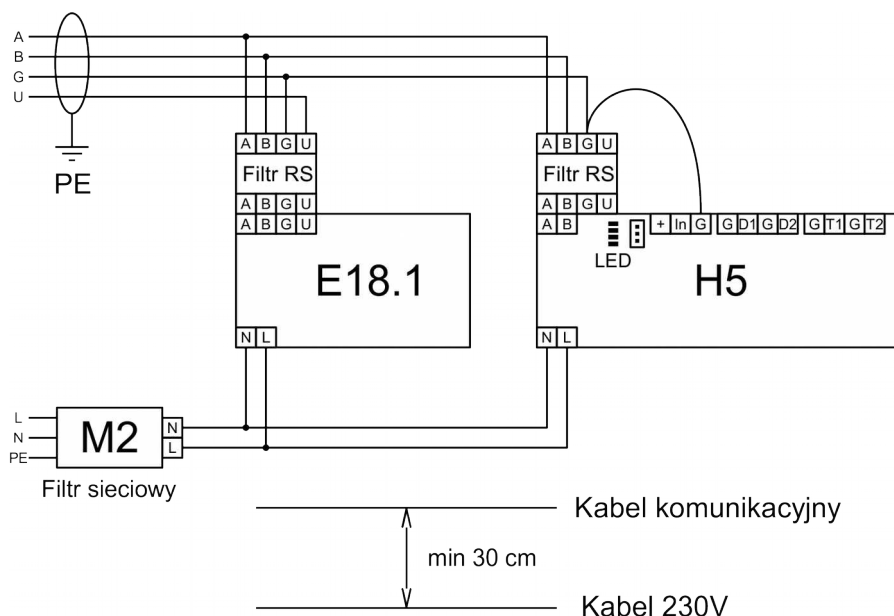 A
B
G
U
PE
A B G U
Filtr RS
A B G U
A B G U
E18.1
N L
A B G U
Filtr RS
A B G U
A B
LED
+ In G G D1 G D2 G T1 G T2
H5
N L
L
N
PE
M2
N
L
Filtr sieciowy
Kabel komunikacyjny
min 30 cm
Kabel 230V